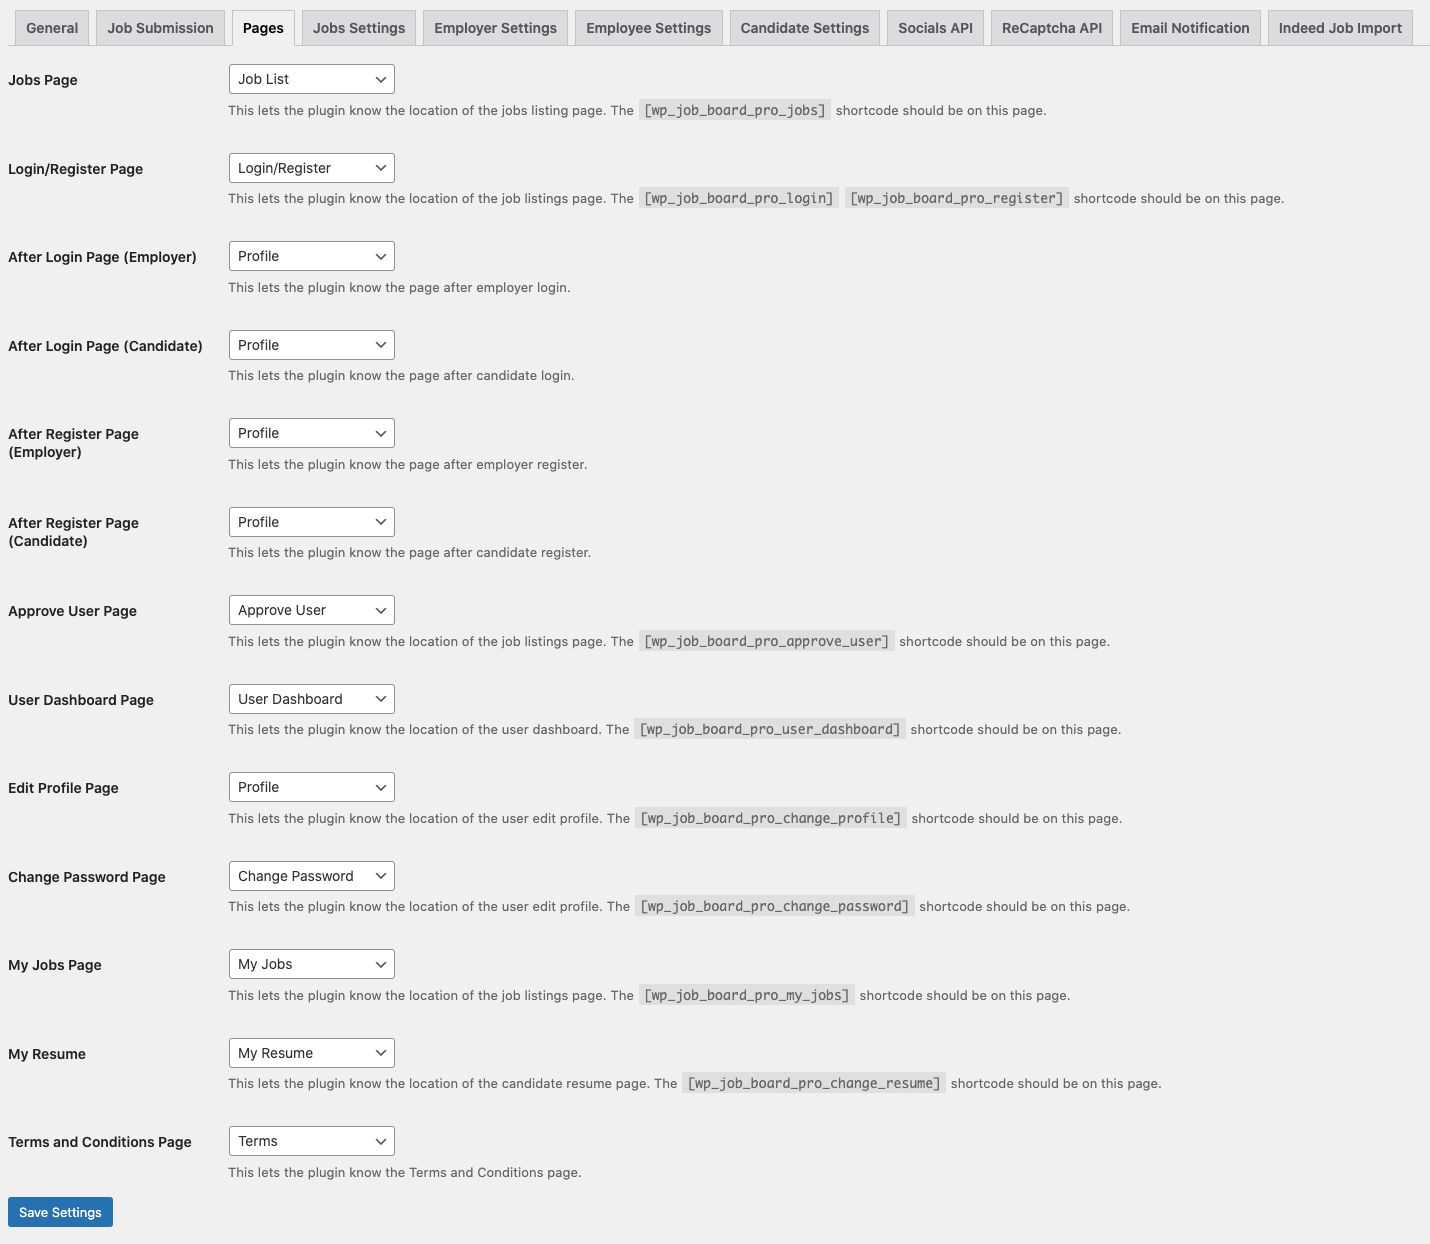 General Job Submission Pages Jobs Settings Employer Settings Employee Settings Candidate Settings Socials API ReCaptcha API Email Notification Indeed Job Import
Jobs Page
Job List
This lets the plugin know the location of the jobs listing page. The [wp_job_board_pro_jobs] shortcode should be on this page.
Login/Register Page
Login/Register
This lets the plugin know the location of the job listings page. The [wp_job_board_pro_login] [wp_job_board_pro_register] shortcode should be on this page.
After Login Page (Employer)
Profile
This lets the plugin know the page after employer login.
After Login Page (Candidate)
Profile
This lets the plugin know the page after candidate login.
After Register Page
(Employer)
Profile
This lets the plugin know the page after employer register.
After Register Page
(Candidate)
Profile
This lets the plugin know the page after candidate register.
Approve User Page
Approve User
This lets the plugin know the location of the job listings page. The [wp_job_board_pro_approve_user] shortcode should be on this page.
User Dashboard Page
User Dashboard
This lets the plugin know the location of the user dashboard. The [wp_job_board_pro_user_dashboard] shortcode should be on this page.
Edit Profile Page
Profile
This lets the plugin know the location of the user edit profile. The [wp_job_board_pro_change_profile] shortcode should be on this page.
Change Password Page
Change Password
This lets the plugin know the location of the user edit profile. The [wp_job_board_pro_change_password] shortcode should be on this page.
My Jobs Page
My Jobs
This lets the plugin know the location of the job listings page. The [wp_job_board_pro_my_jobs] shortcode should be on this page.
My Resume
My Resume
This lets the plugin know the location of the candidate resume page. The [wp_job_board_pro_change_resume] shortcode should be on this page.
Terms and Conditions Page
Terms
This lets the plugin know the Terms and Conditions page.
Save Settings